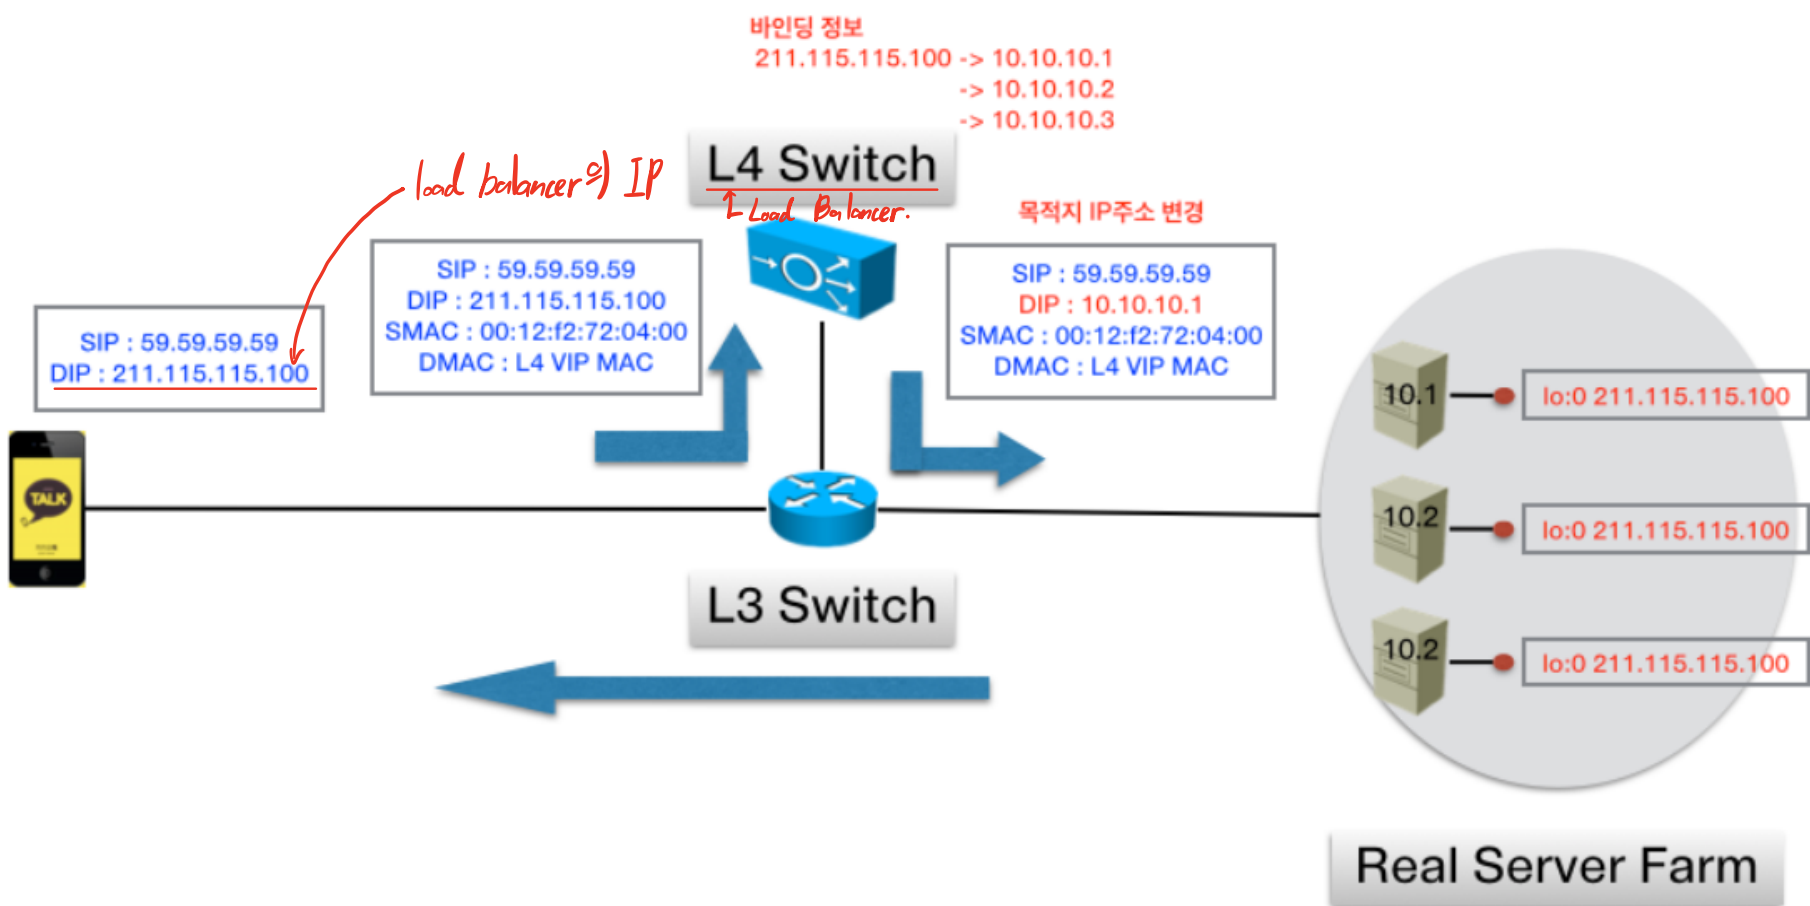 바인딩 정보
211.115.115.100 -> 10.10.10.1
-> 10.10.10.2
-> 10.10.10.3
L4 Switch
Load Balancer.
load balancer의 IP
목적지 IP주소 변경
SIP : 59.59.59.59
DIP : 211.115.115.100
SIP : 59.59.59.59
DIP : 211.115.115.100
SMAC : 00:12:f2:72:04:00
DMAC : L4 VIP MAC
SIP : 59.59.59.59
DIP : 10.10.10.1
SMAC : 00:12:f2:72:04:00
DMAC : L4 VIP MAC
TALK
10.1
lo:0 211.115.115.100
10.2
lo:0 211.115.115.100
10.2
lo:0 211.115.115.100
L3 Switch
Real Server Farm